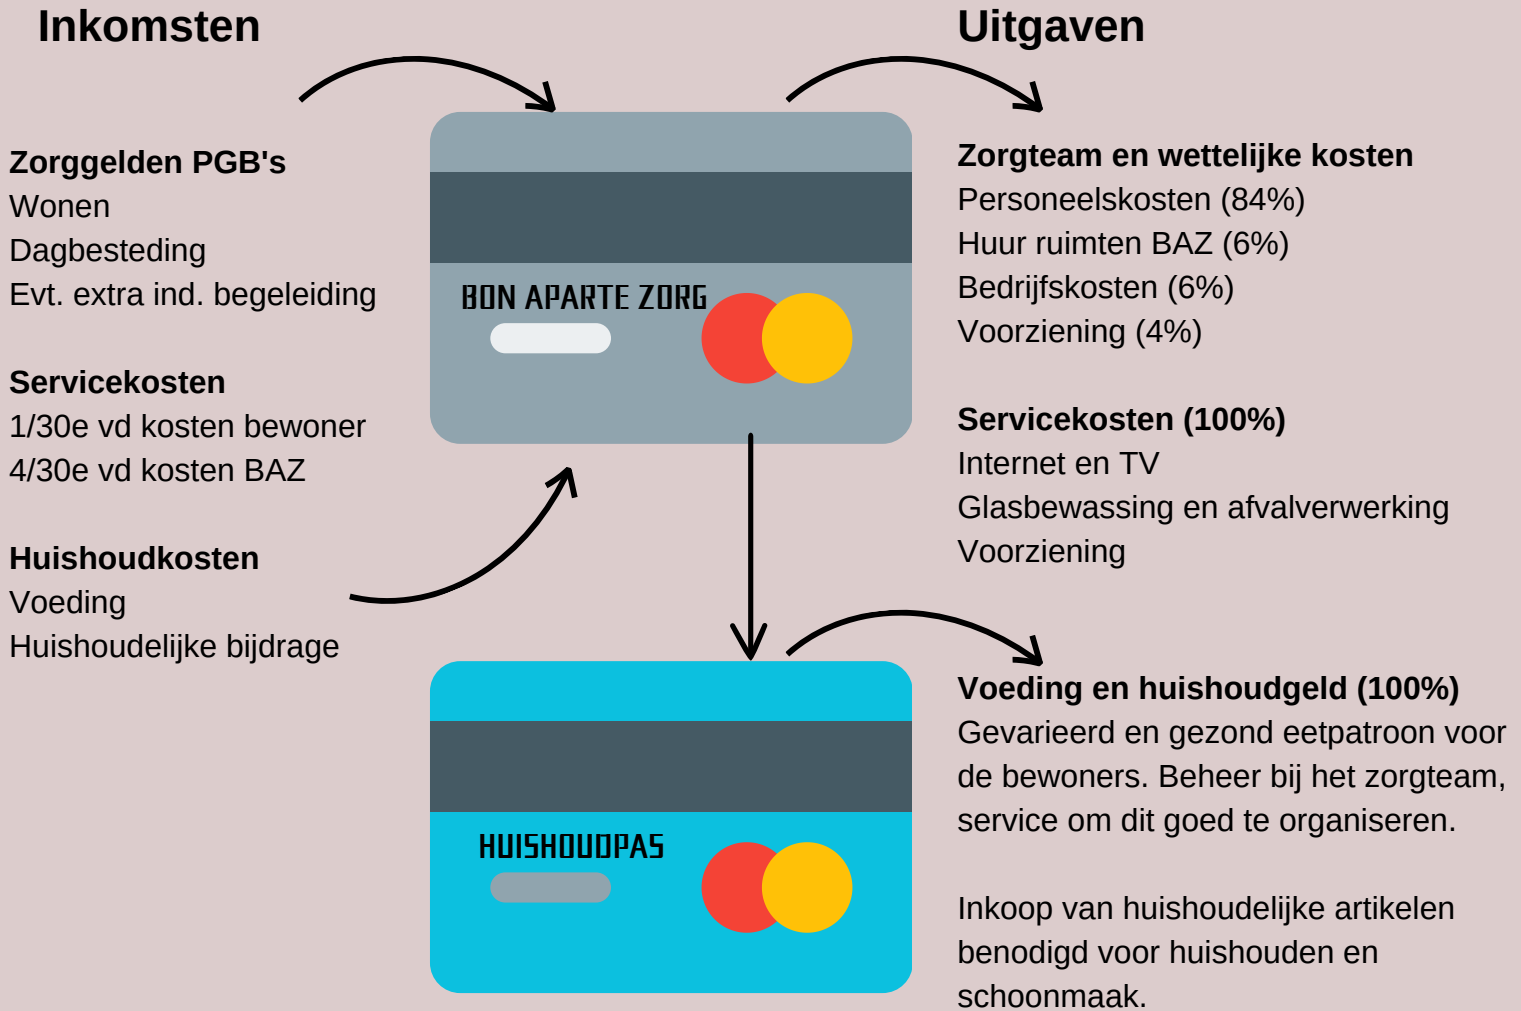 Inkomsten
Zorggelden PGB's
Wonen
Dagbesteding
Evt. extra ind. begeleiding
Servicekosten
1/30e vd kosten bewoner
4/30e vd kosten BAZ
Huishoudkosten
Voeding
Huishoudelijke bijdrage
BON APARTE ZORG
HUISHOUDPAS
Uitgaven
Zorgteam en wettelijke kosten
Personeelskosten (84%)
Huur ruimten BAZ (6%)
Bedrijfskosten (6%)
Voorziening (4%)
Servicekosten (100%)
Internet en TV
Glasbewassing en afvalverwerking
Voorziening
Voeding en huishoudgeld (100%)
Gevarieerd en gezond eetpatroon voor
de bewoners. Beheer bij het zorgteam,
service om dit goed te organiseren.
Inkoop van huishoudelijke artikelen
benodigd voor huishouden en
schoonmaak.